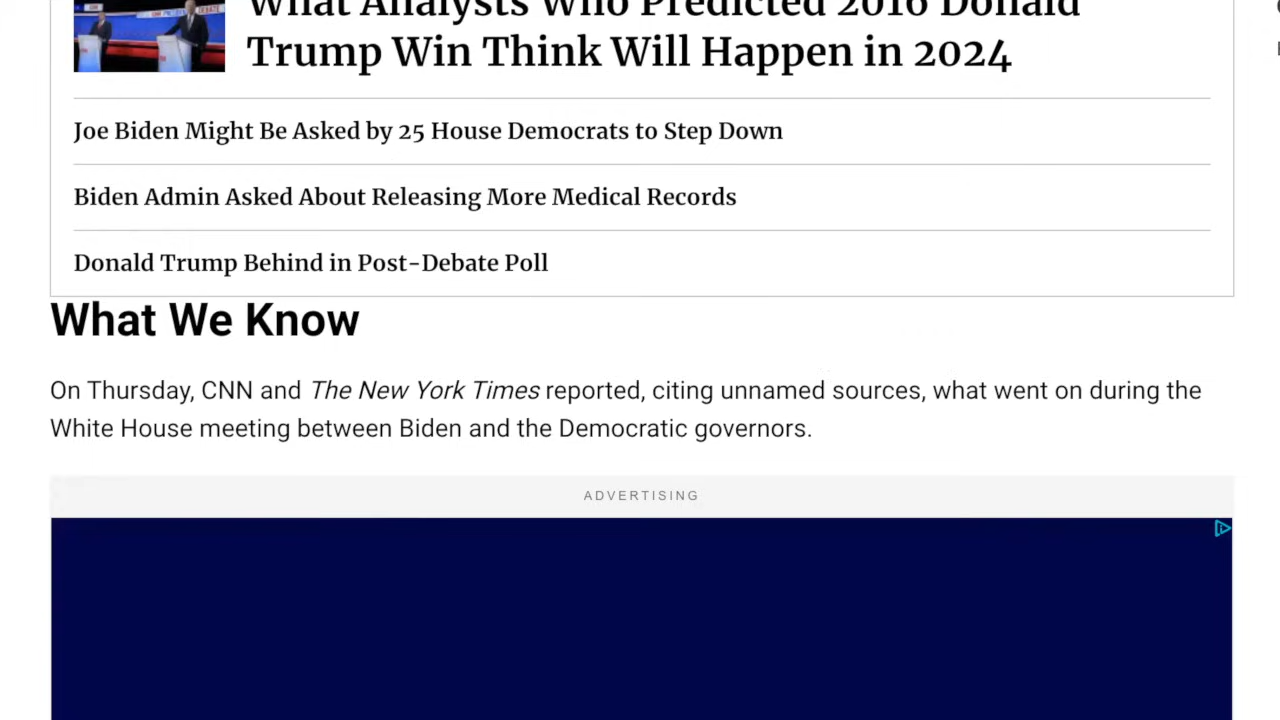 What Analysts Who Predicted 2016 Donald
Trump Win Think Will Happen in 2024
Joe Biden Might Be Asked by 25 House Democrats to Step Down
Biden Admin Asked About Releasing More Medical Records
Donald Trump Behind in Post-Debate Poll
What We Know
On Thursday, CNN and The New York Times reported, citing unnamed sources, what went on during the
White House meeting between Biden and the Democratic governors.
ADVERTISING